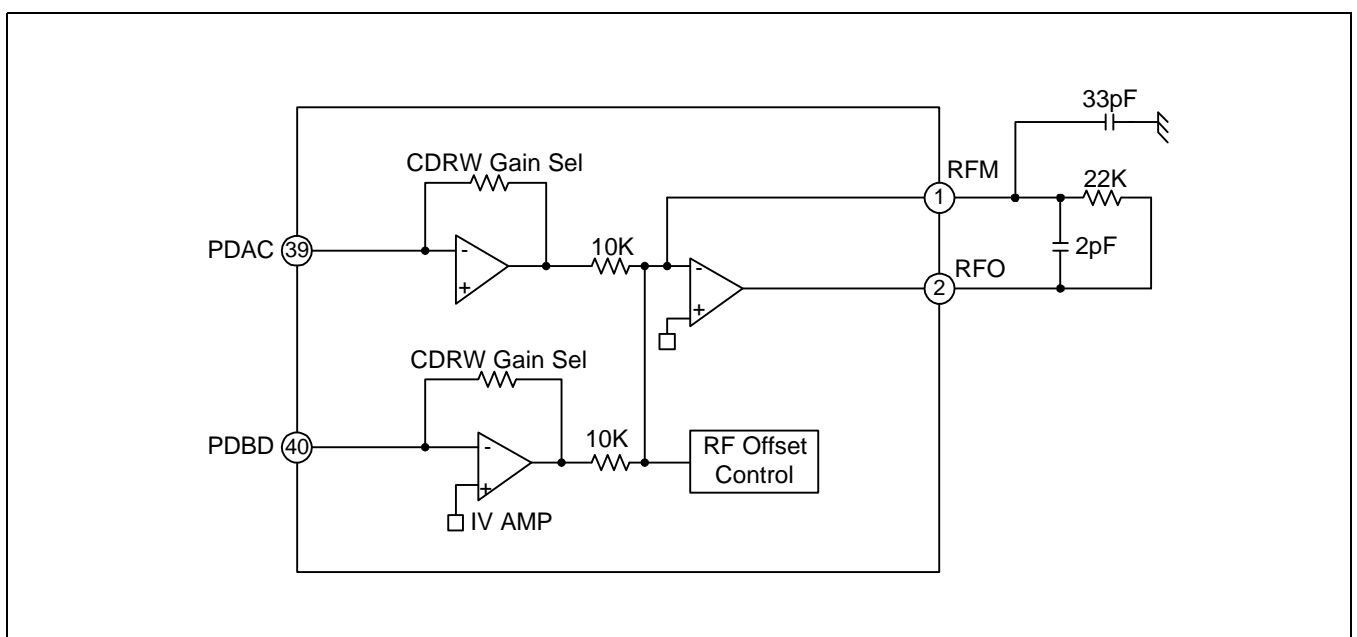 33pF
CDRW Gain Sel
RFM
1
22K
PDAC 39
-
+
10K
-
+
2pF
RFO
2
CDRW Gain Sel
PDBD 40
-
+
10K
RF Offset
Control
IV AMP